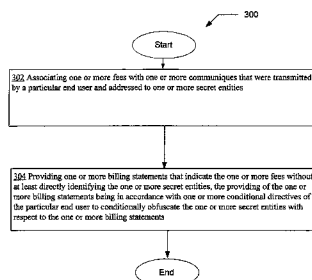 300
Start
302 Associating one or more fees with one or more communiques that were transmitted
by a particular end user and addressed to one or more secret entities
304 Providing one or more billing statements that indicate the one or more fees without
at least directly identifying the one or more secret entities, the providing of the one or
more billing statements being in accordance with one or more conditional directives of
the particular end user to conditionally obfuscate the one or more secret entities with
respect to the one or more billing statements
End